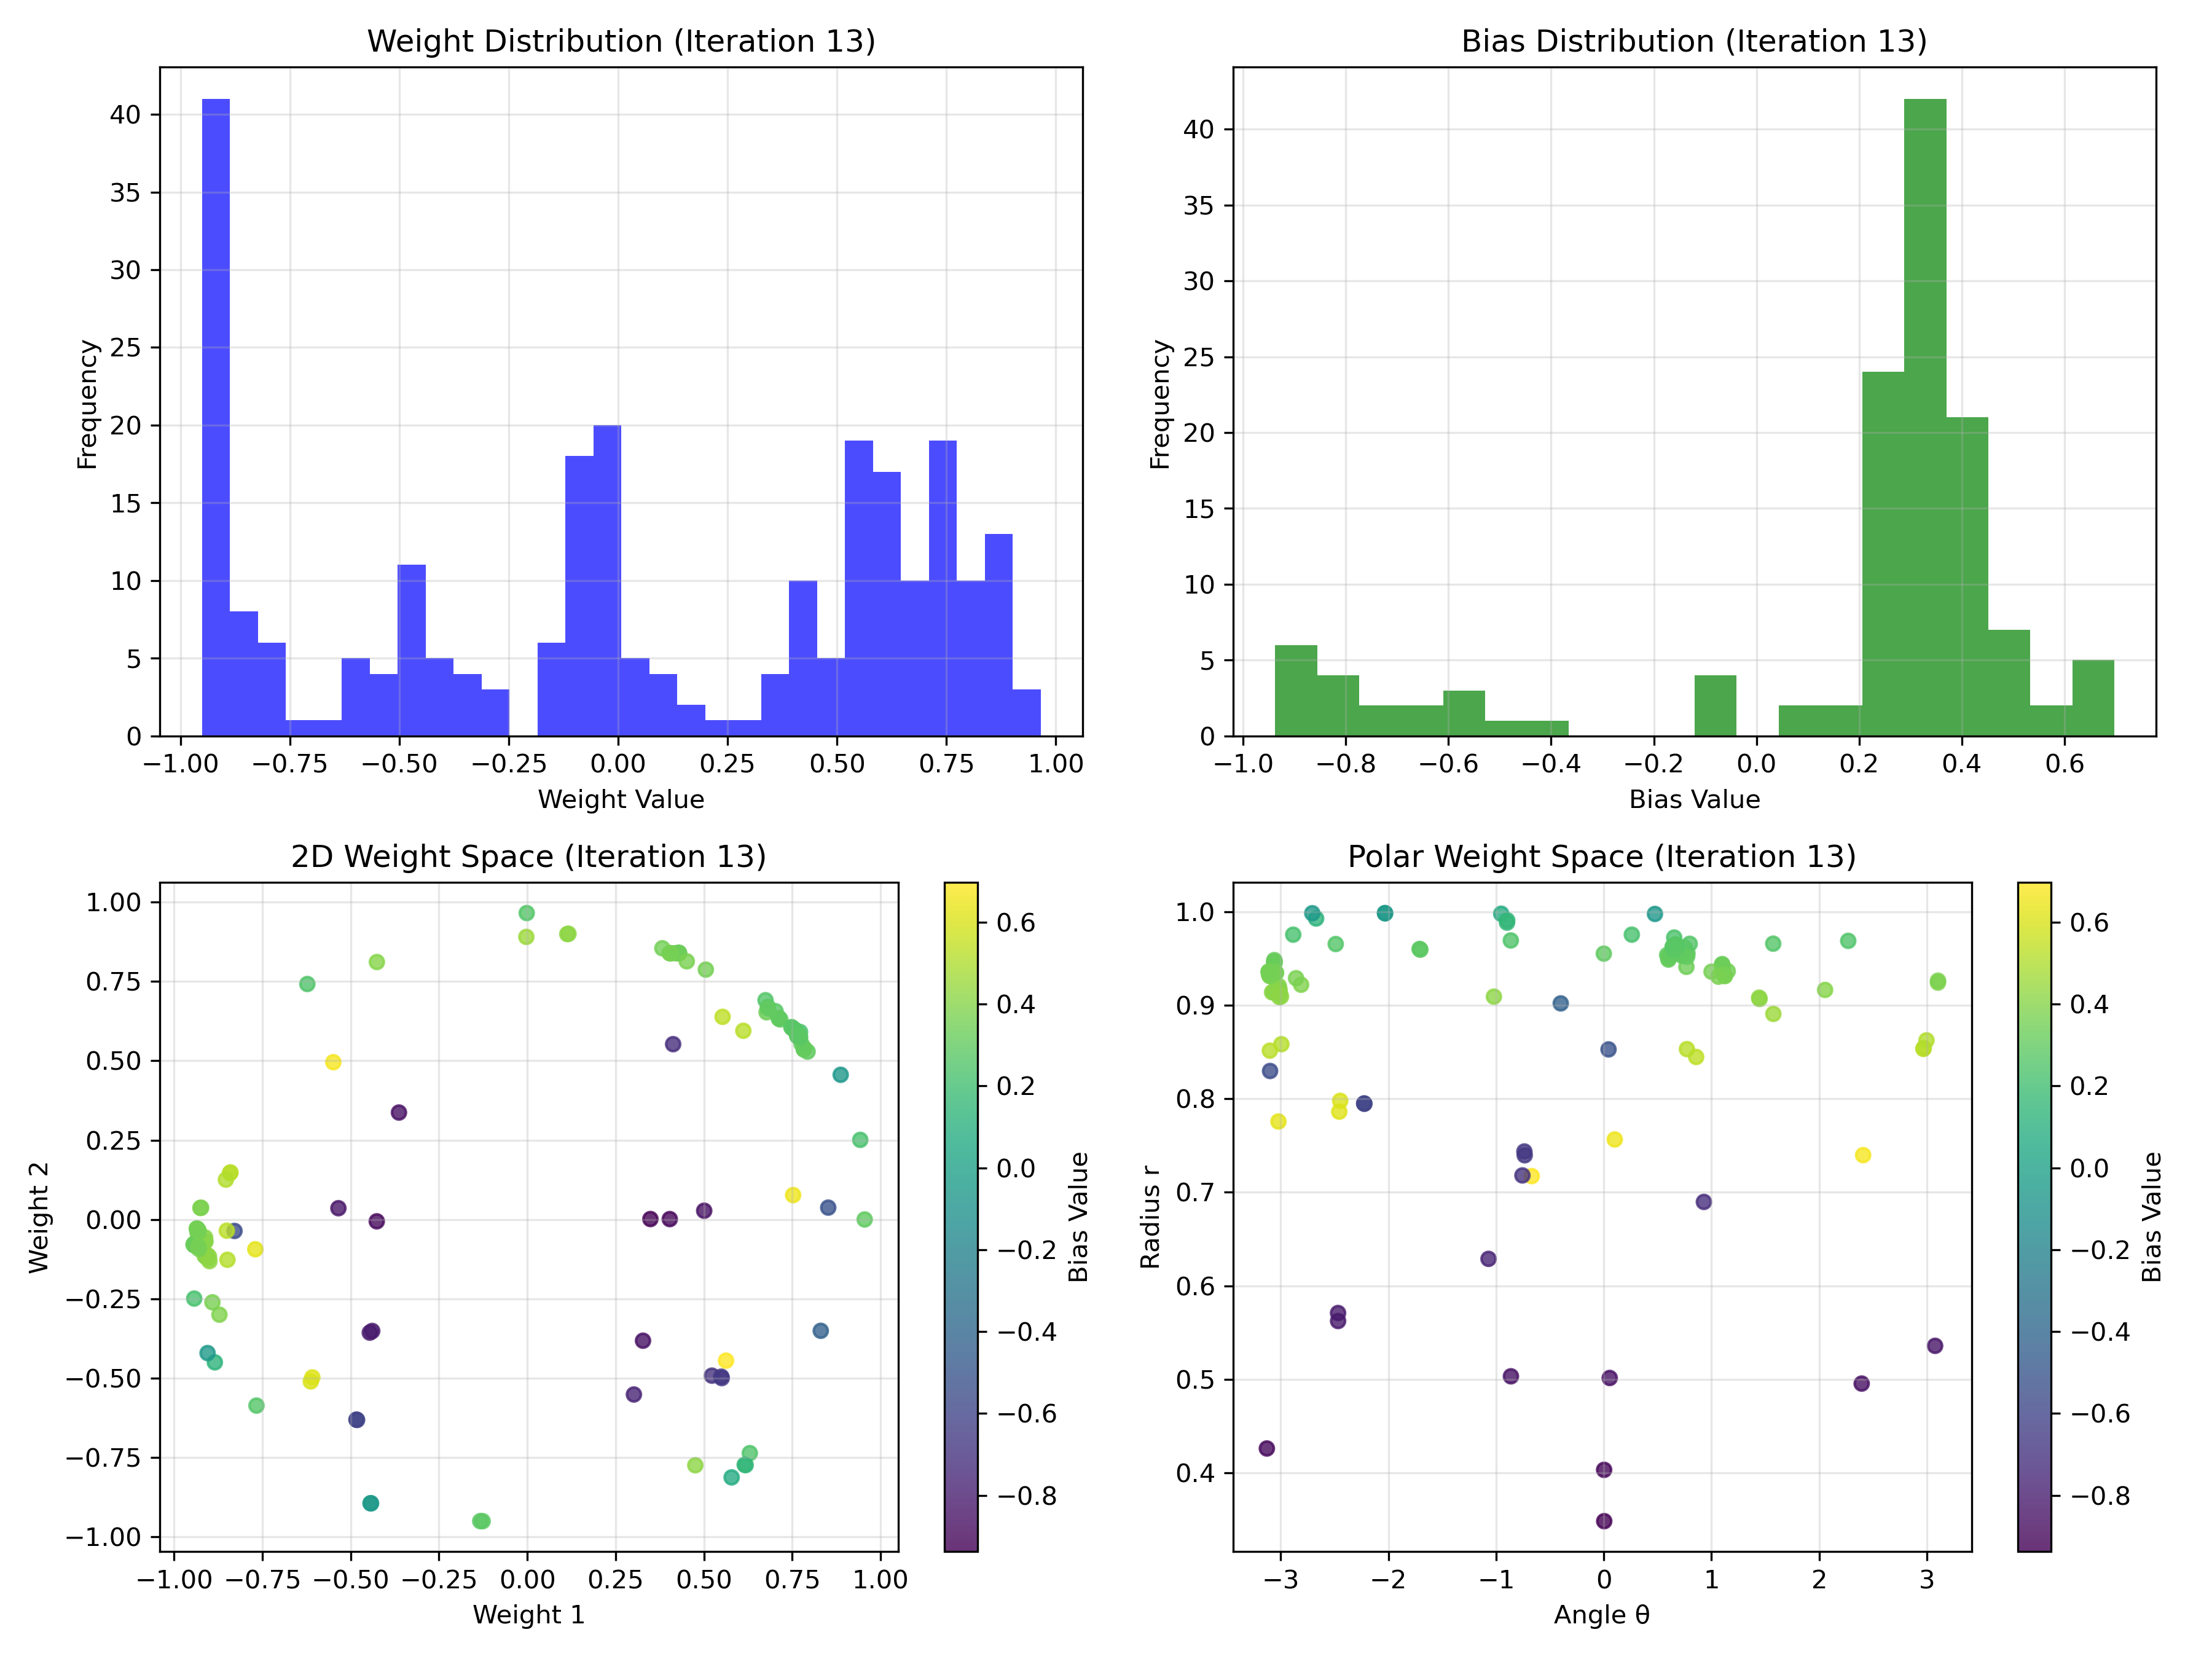 Weight Distribution (Iteration 13)
Frequency
40
35
30
25
20
15
10
5
0
−1.00 −0.75 −0.50 −0.25 0.00 0.25 0.50 0.75 1.00
Weight Value
Bias Distribution (Iteration 13)
Frequency
40
35
30
25
20
15
10
5
0
−1.0 −0.8 −0.6 −0.4 −0.2 0.0 0.2 0.4 0.6
Bias Value
2D Weight Space (Iteration 13)
Weight 2
1.00
0.75
0.50
0.25
0.00
−0.25
−0.50
−0.75
−1.00
−1.00 −0.75 −0.50 −0.25 0.00 0.25 0.50 0.75 1.00
Weight 1
0.6
0.4
0.2
0.0
−0.2
−0.4
−0.6
−0.8
Bias Value
Polar Weight Space (Iteration 13)
Radius r
1.0
0.9
0.8
0.7
0.6
0.5
0.4
−3 −2 −1 0 1 2 3
Angle θ
0.6
0.4
0.2
0.0
−0.2
−0.4
−0.6
−0.8
Bias Value